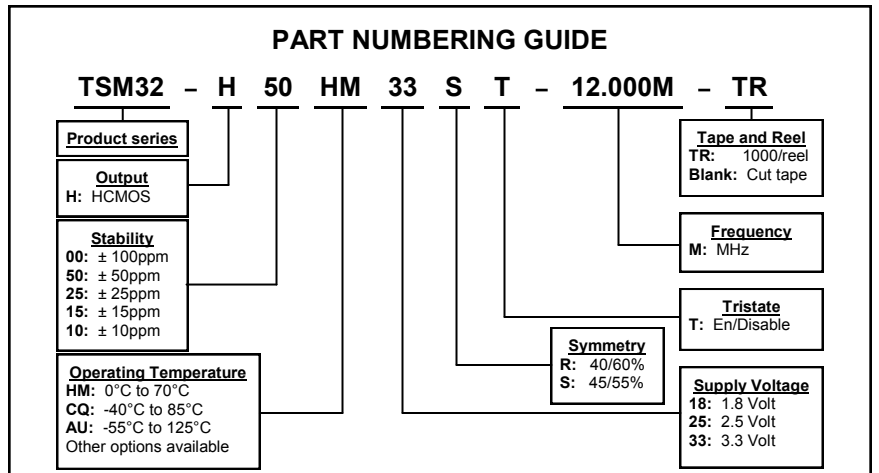 PART NUMBERING GUIDE
TSM32 – H 50 HM 33 S T – 12.000M – TR
Product series
Output
H: HCMOS
Stability
00: ± 100ppm
50: ± 50ppm
25: ± 25ppm
15: ± 15ppm
10: ± 10ppm
Operating Temperature
HM: 0°C to 70°C
CQ: -40°C to 85°C
AU: -55°C to 125°C
Other options available
Tape and Reel
TR: 1000/reel
Blank: Cut tape
Frequency
M: MHz
Tristate
T: En/Disable
Symmetry
R: 40/60%
S: 45/55%
Supply Voltage
18: 1.8 Volt
25: 2.5 Volt
33: 3.3 Volt